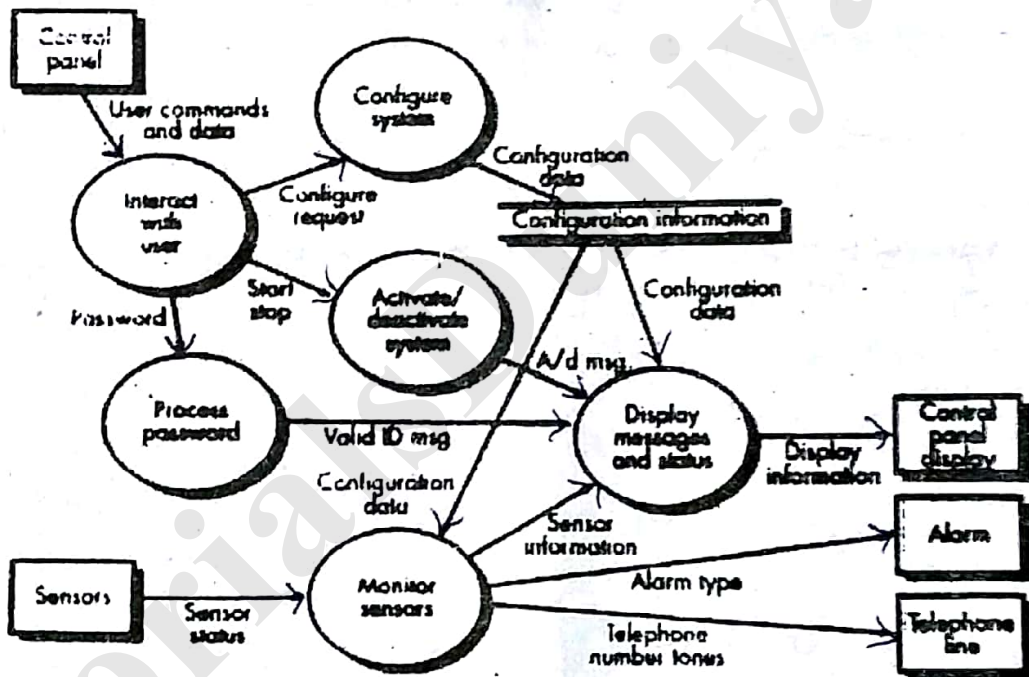 Control
panel
User commands
and data
Configure
system
Configuration
data
Interact
with
user
Configure
request
Configuration information
Start
stop
Activate/
deactivate
system
Configuration
data
Password
A/d msg.
Process
password
Valid ID msg
Display
messages
and status
Control
panel
display
Display
information
Configuration
data
Sensor
information
Alarm
Sensors
Sensor
status
Monitor
sensors
Alarm type
Telephone
number tones
Telephone
line